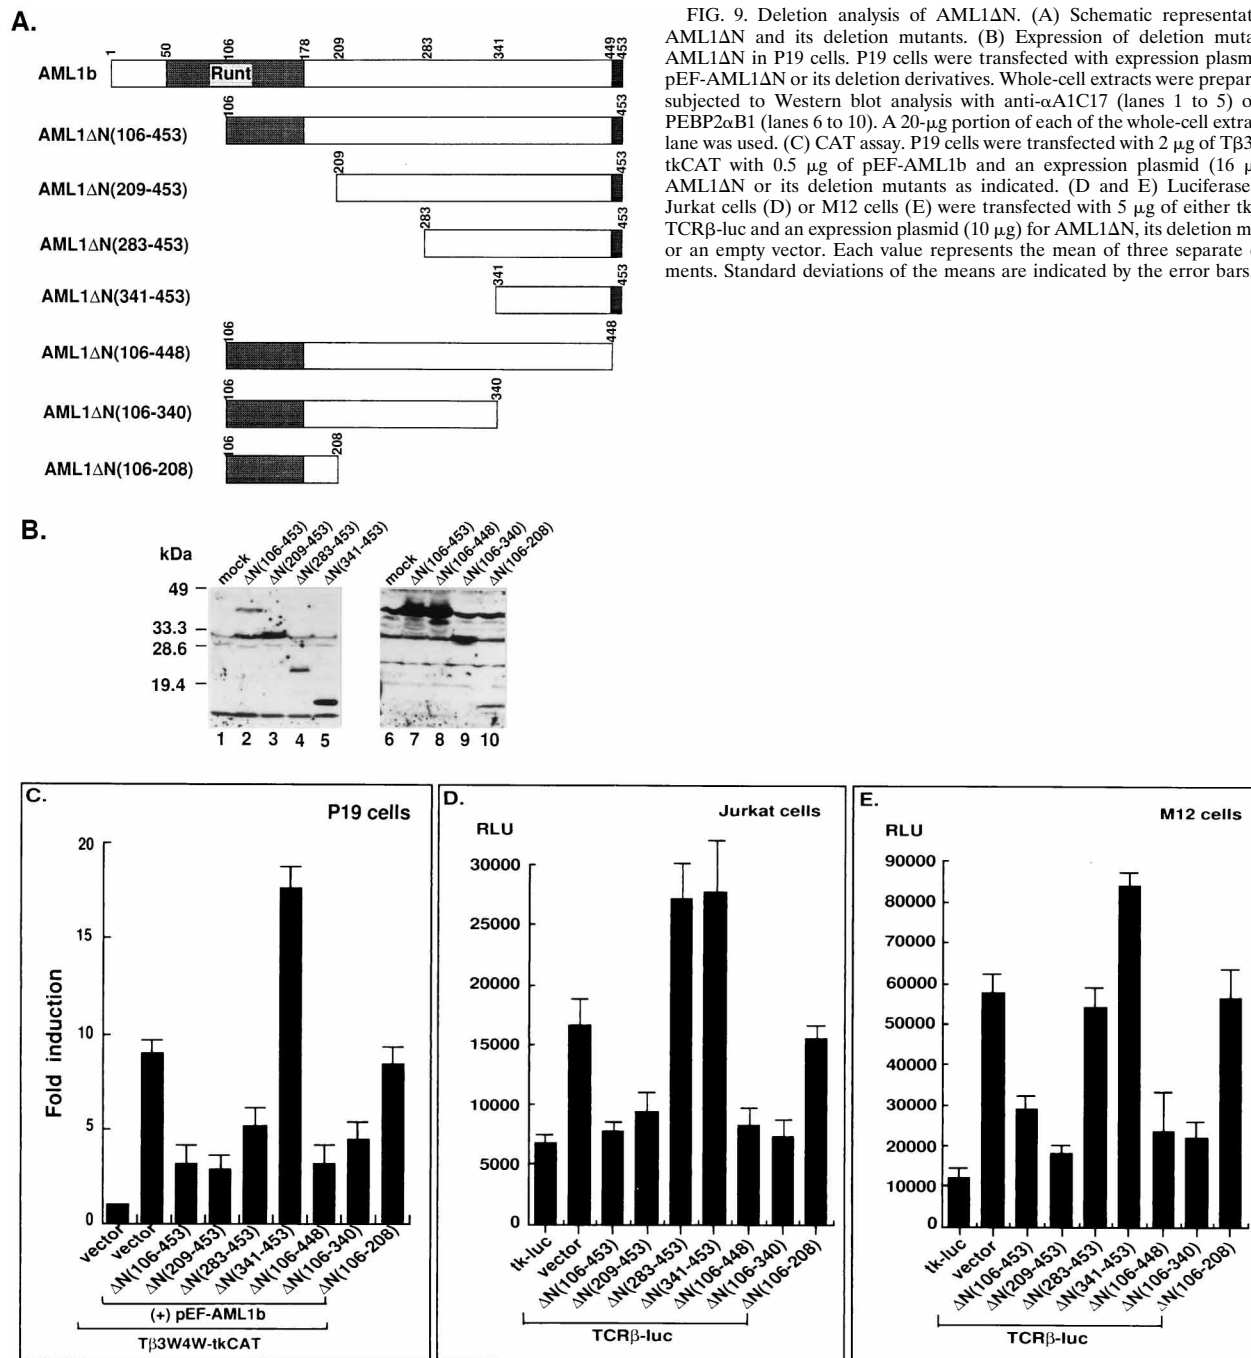 A.
FIG. 9. Deletion analysis of AML1ΔN. (A) Schematic representat
AML1ΔN and its deletion mutants. (B) Expression of deletion muta
AML1ΔN in P19 cells. P19 cells were transfected with expression plasm
pEF-AML1ΔN or its deletion derivatives. Whole-cell extracts were prepar
subjected to Western blot analysis with anti-αA1C17 (lanes 1 to 5) o
PEBP2αB1 (lanes 6 to 10). A 20-μg portion of each of the whole-cell extra
lane was used. (C) CAT assay. P19 cells were transfected with 2 μg of Tβ3
tkCAT with 0.5 μg of pEF-AML1b and an expression plasmid (16 μ
AML1ΔN or its deletion mutants as indicated. (D and E) Luciferase
Jurkat cells (D) or M12 cells (E) were transfected with 5 μg of either tk
TCRβ-luc and an expression plasmid (10 μg) for AML1ΔN, its deletion m
or an empty vector. Each value represents the mean of three separate e
ments. Standard deviations of the means are indicated by the error bars.
1 50 106 178 209 283 341 449 453
AML1b Runt
106 453
AML1ΔN(106-453)
209 453
AML1ΔN(209-453)
283 453
AML1ΔN(283-453)
341 453
AML1ΔN(341-453)
106 448
AML1ΔN(106-448)
106 340
AML1ΔN(106-340)
106 208
AML1ΔN(106-208)
B.
kDa
mock ΔN(106-453) ΔN(209-453) ΔN(283-453) ΔN(341-453)
mock ΔN(106-453) ΔN(106-448) ΔN(106-340) ΔN(106-208)
49
33.3
28.6
19.4
1 2 3 4 5 6 7 8 9 10
C.
P19 cells
Fold induction
20
15
10
5
0
vector vector ΔN(106-453) ΔN(209-453) ΔN(283-453) ΔN(341-453) ΔN(106-448) ΔN(106-340) ΔN(106-208)
(+) pEF-AML1b
Tβ3W4W-tkCAT
D.
Jurkat cells
RLU
30000
25000
20000
15000
10000
5000
0
tk-luc vector ΔN(106-453) ΔN(209-453) ΔN(283-453) ΔN(341-453) ΔN(106-448) ΔN(106-340) ΔN(106-208)
TCRβ-luc
E.
M12 cells
RLU
90000
80000
70000
60000
50000
40000
30000
20000
10000
0
tk-luc vector ΔN(106-453) ΔN(209-453) ΔN(283-453) ΔN(341-453) ΔN(106-448) ΔN(106-340) ΔN(106-208)
TCRβ-luc